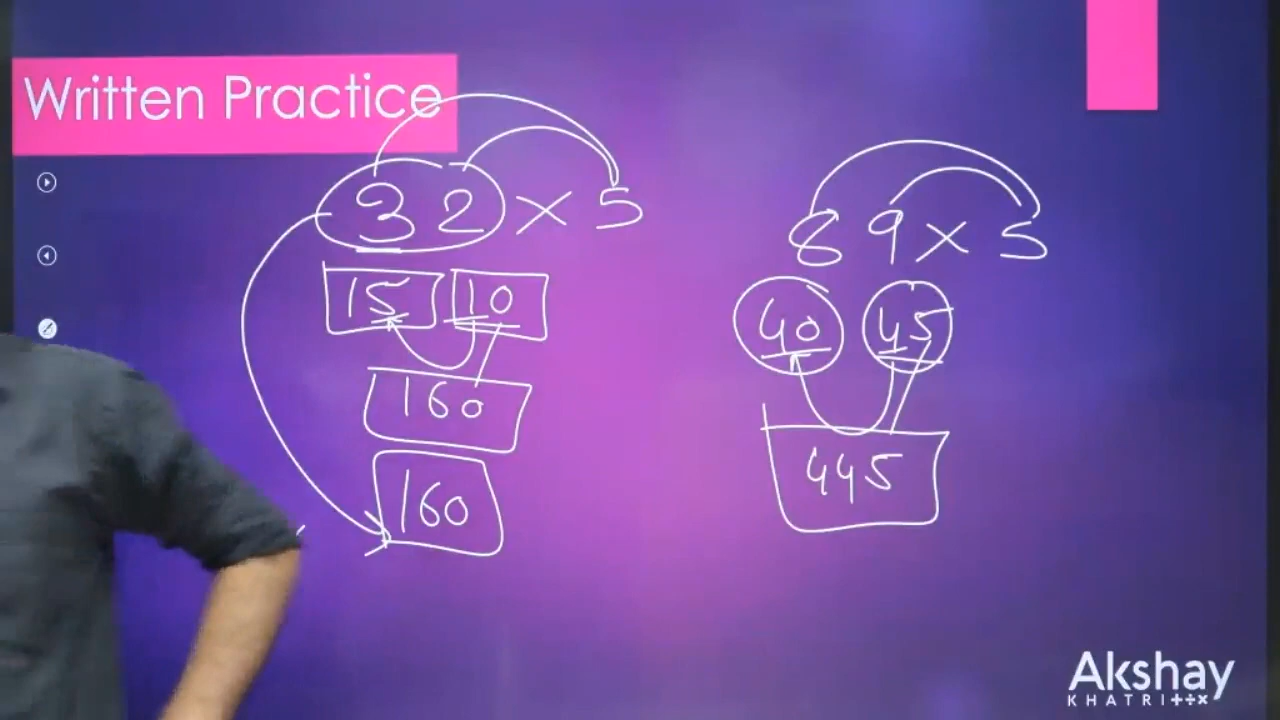 Written Practice
32 × 5
15 10
160
160
89 × 5
40 45
445
Akshay
KHATRI+÷×